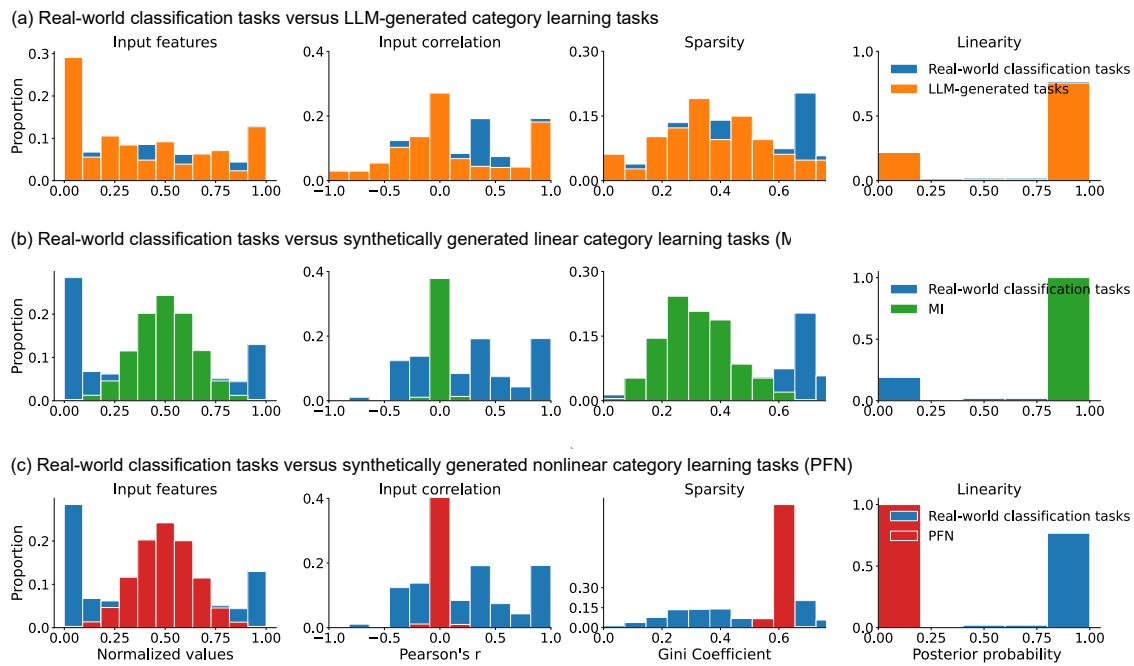 (a) Real-world classification tasks versus LLM-generated category learning tasks
Input features
Input correlation
Sparsity
Linearity
Proportion
0.3
0.2
0.1
0.0
0.00 0.25 0.50 0.75 1.00
0.4
0.2
0.0
−1.0 −0.5 0.0 0.5 1.0
0.30
0.15
0.00
0.2 0.4 0.6
1.0
0.5
0.0
0.00 0.25 0.50 0.75 1.00
Real-world classification tasks
LLM-generated tasks
(b) Real-world classification tasks versus synthetically generated linear category learning tasks (M
Proportion
0.2
0.1
0.0
0.00 0.25 0.50 0.75 1.00
0.4
0.2
0.0
−1.0 −0.5 0.0 0.5 1.0
0.30
0.15
0.00
0.2 0.4 0.6
1.0
0.5
0.0
0.00 0.25 0.50 0.75 1.00
Real-world classification tasks
MI
(c) Real-world classification tasks versus synthetically generated nonlinear category learning tasks (PFN)
Input features
Input correlation
Sparsity
Linearity
Proportion
0.2
0.1
0.0
0.00 0.25 0.50 0.75 1.00
Normalized values
0.4
0.2
0.0
−1.0 −0.5 0.0 0.5 1.0
Pearson's r
0.30
0.15
0.00
0.2 0.4 0.6
Gini Coefficient
1.0
0.5
0.0
0.00 0.25 0.50 0.75 1.00
Posterior probability
Real-world classification tasks
PFN